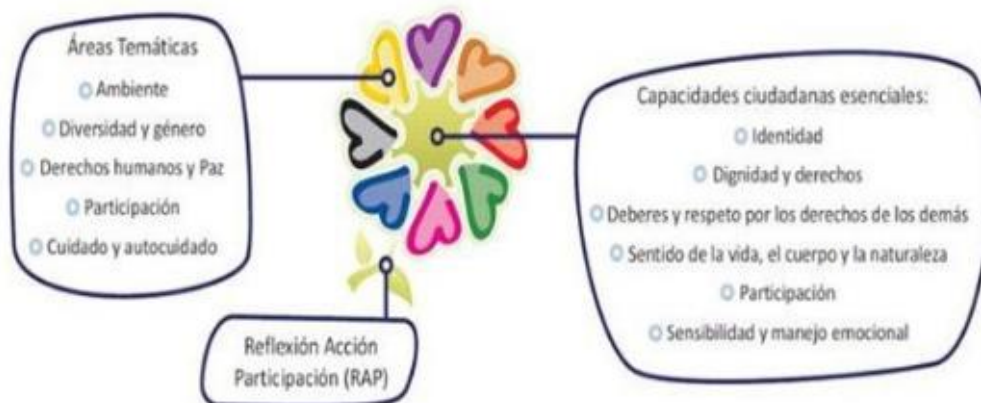 Áreas Temáticas
Ambiente
Diversidad y género
Derechos humanos y Paz
Participación
Cuidado y autocuidado
Capacidades ciudadanas esenciales:
Identidad
Dignidad y derechos
Deberes y respeto por los derechos de los demás
Sentido de la vida, el cuerpo y la naturaleza
Participación
Sensibilidad y manejo emocional
Reflexión Acción
Participación (RAP)